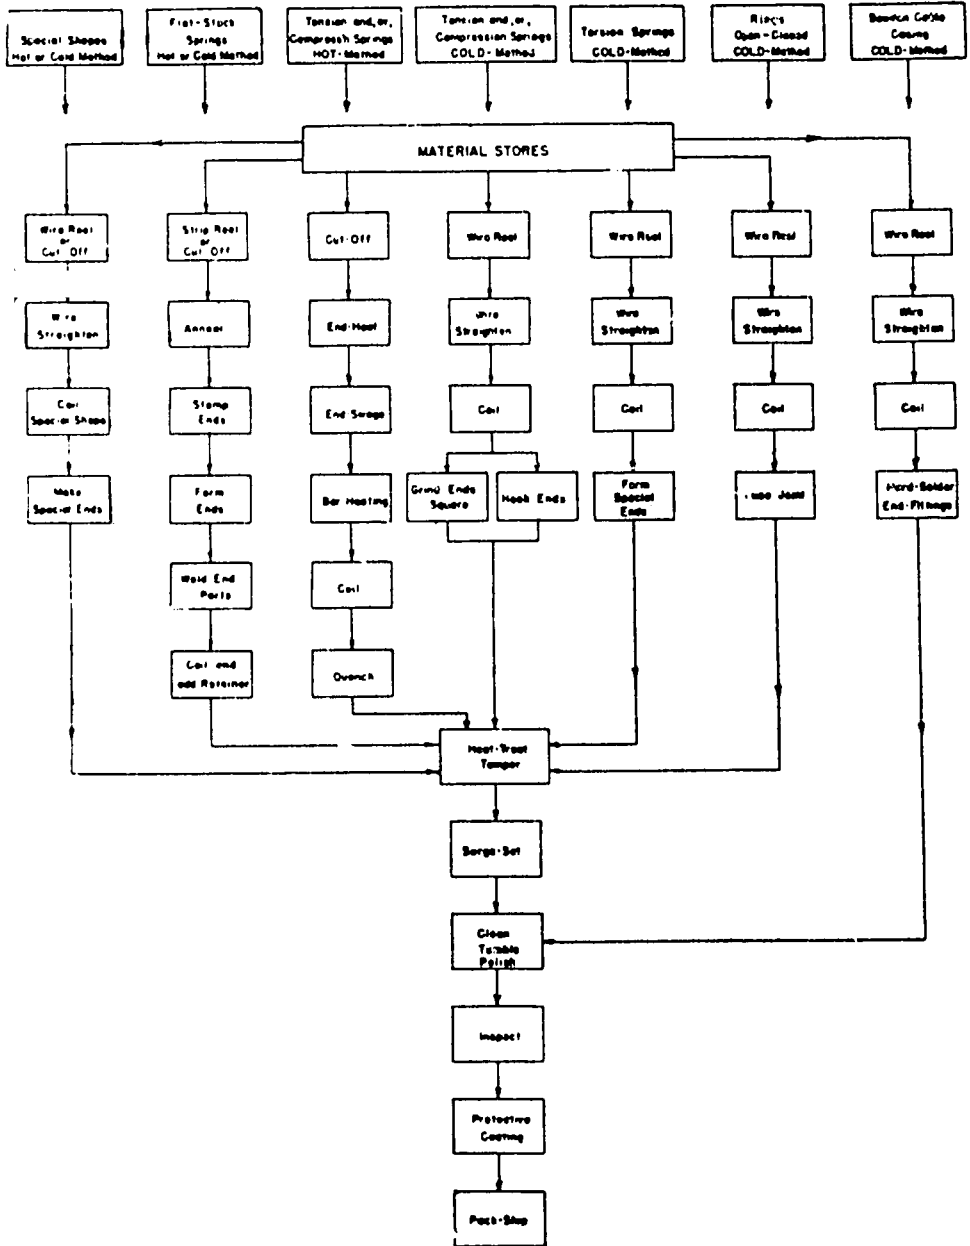 Special Shapes
Hot or Cold Method
Flat-Stock
Springs
Hot or Cold Method
Tension and, or,
Compress'n Springs
HOT-Method
Tension and, or,
Compression Springs
COLD-Method
Torsion Springs
COLD-Method
Rings
Open-Closed
COLD-Method
Bowden Cable
Casing
COLD-Method
MATERIAL STORES
Wire Reel
or
Cut-Off
Strip Reel
or
Cut-Off
Cut-Off
Wire Reel
Wire Reel
Wire Reel
Wire Reel
Wire
Straighten
Anneal
End-Heat
Wire
Straighten
Wire
Straighten
Wire
Straighten
Wire
Straighten
Coil
Special Shape
Stamp
Ends
End-Swage
Coil
Coil
Coil
Coil
Make
Special Ends
Form
Ends
Bar Heating
Grind Ends
Square
Hook Ends
Form
Special
Ends
Hard-Solder
End-Fittings
Weld End
Parts
Coil
Coil and
add Retainer
Quench
Heat-Treat
Temper
Set
Clean
Tumble
Polish
Inspect
Protective
Coating
Pack-Ship